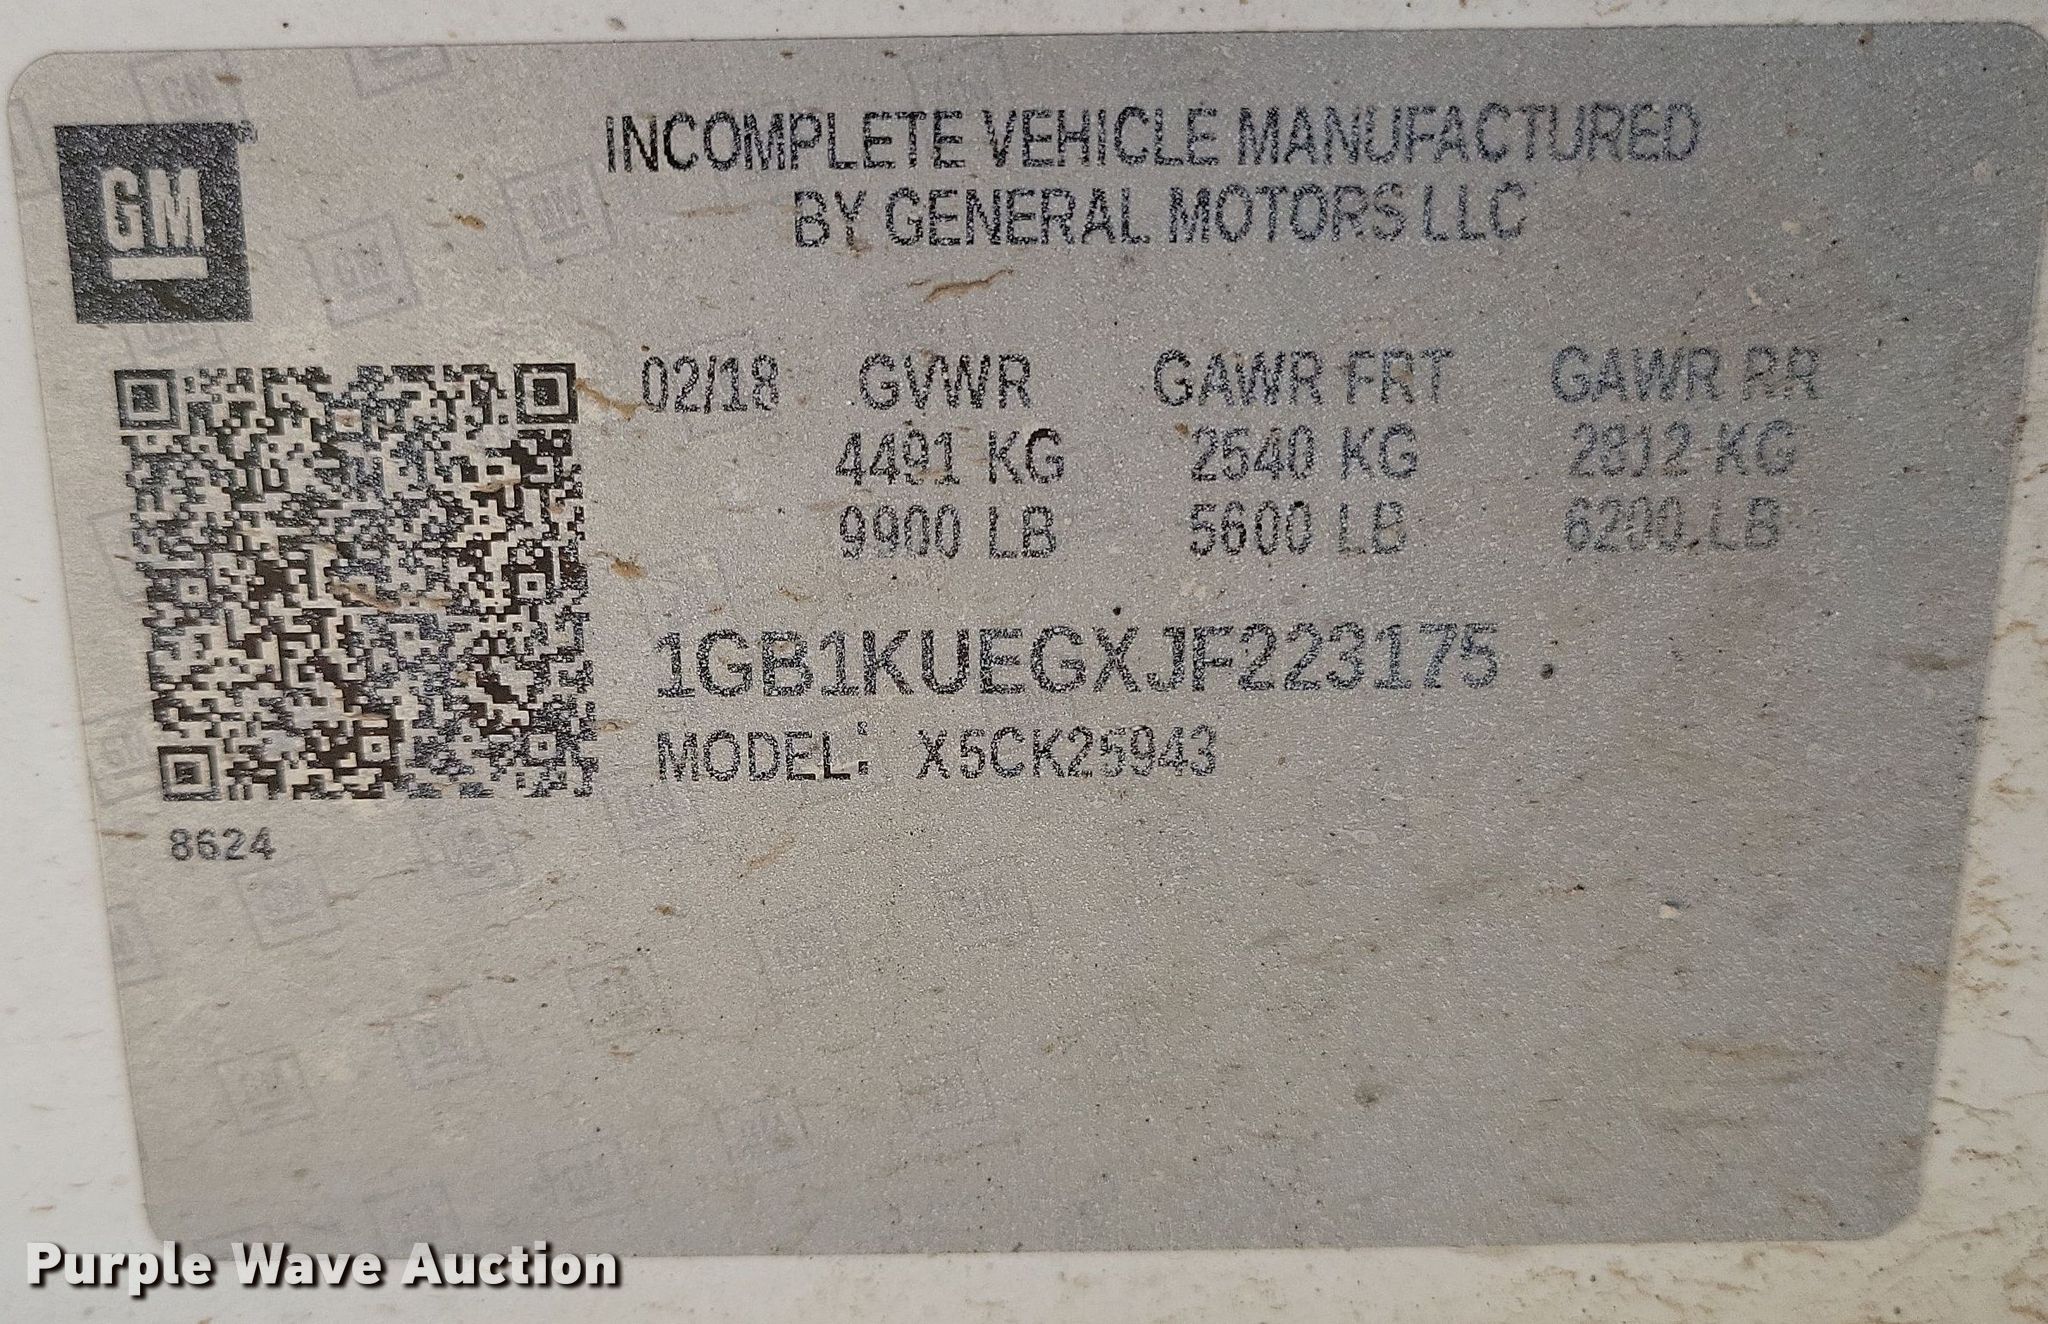 GM
INCOMPLETE VEHICLE MANUFACTURED
BY GENERAL MOTORS LLC
02/18 GVWR GAWR FRT GAWR RR
4491 KG 2540 KG 2812 KG
9900 LB 5600 LB 6200 LB
1GB1KUEGXJF223175
MODEL: X5CK25943
8624
Purple Wave Auction